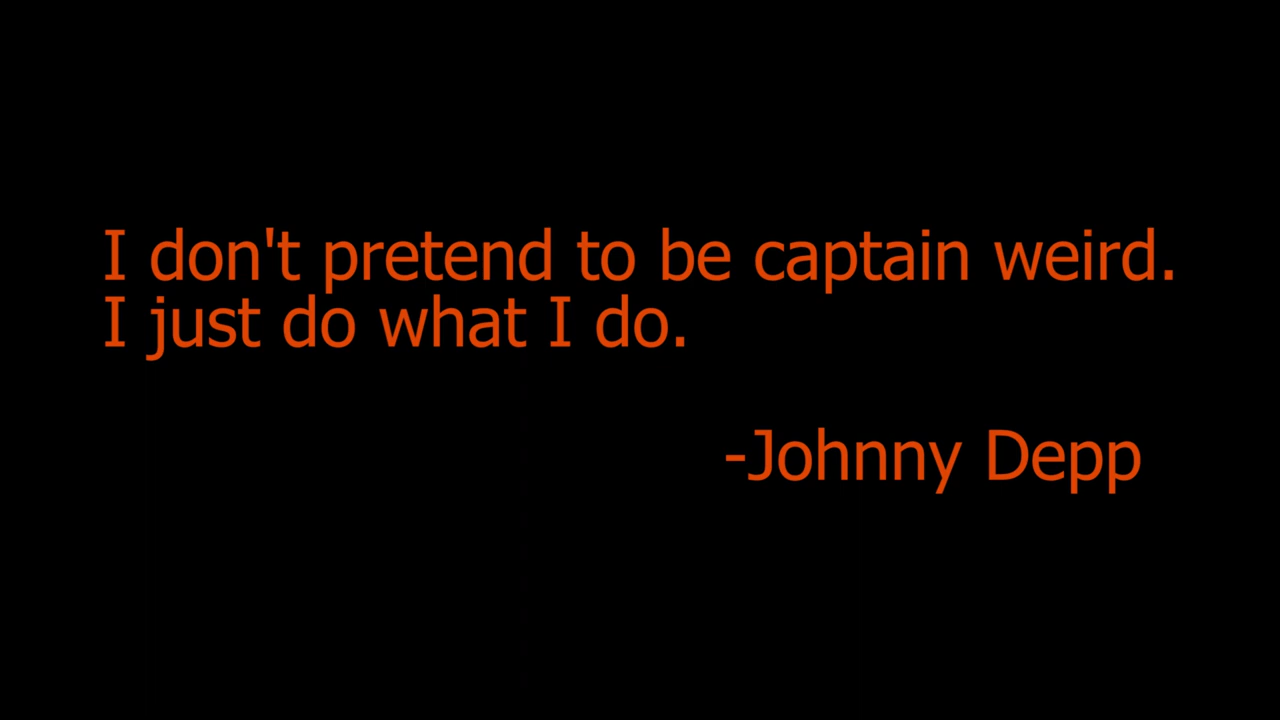 I don't pretend to be captain weird.
I just do what I do.
-Johnny Depp